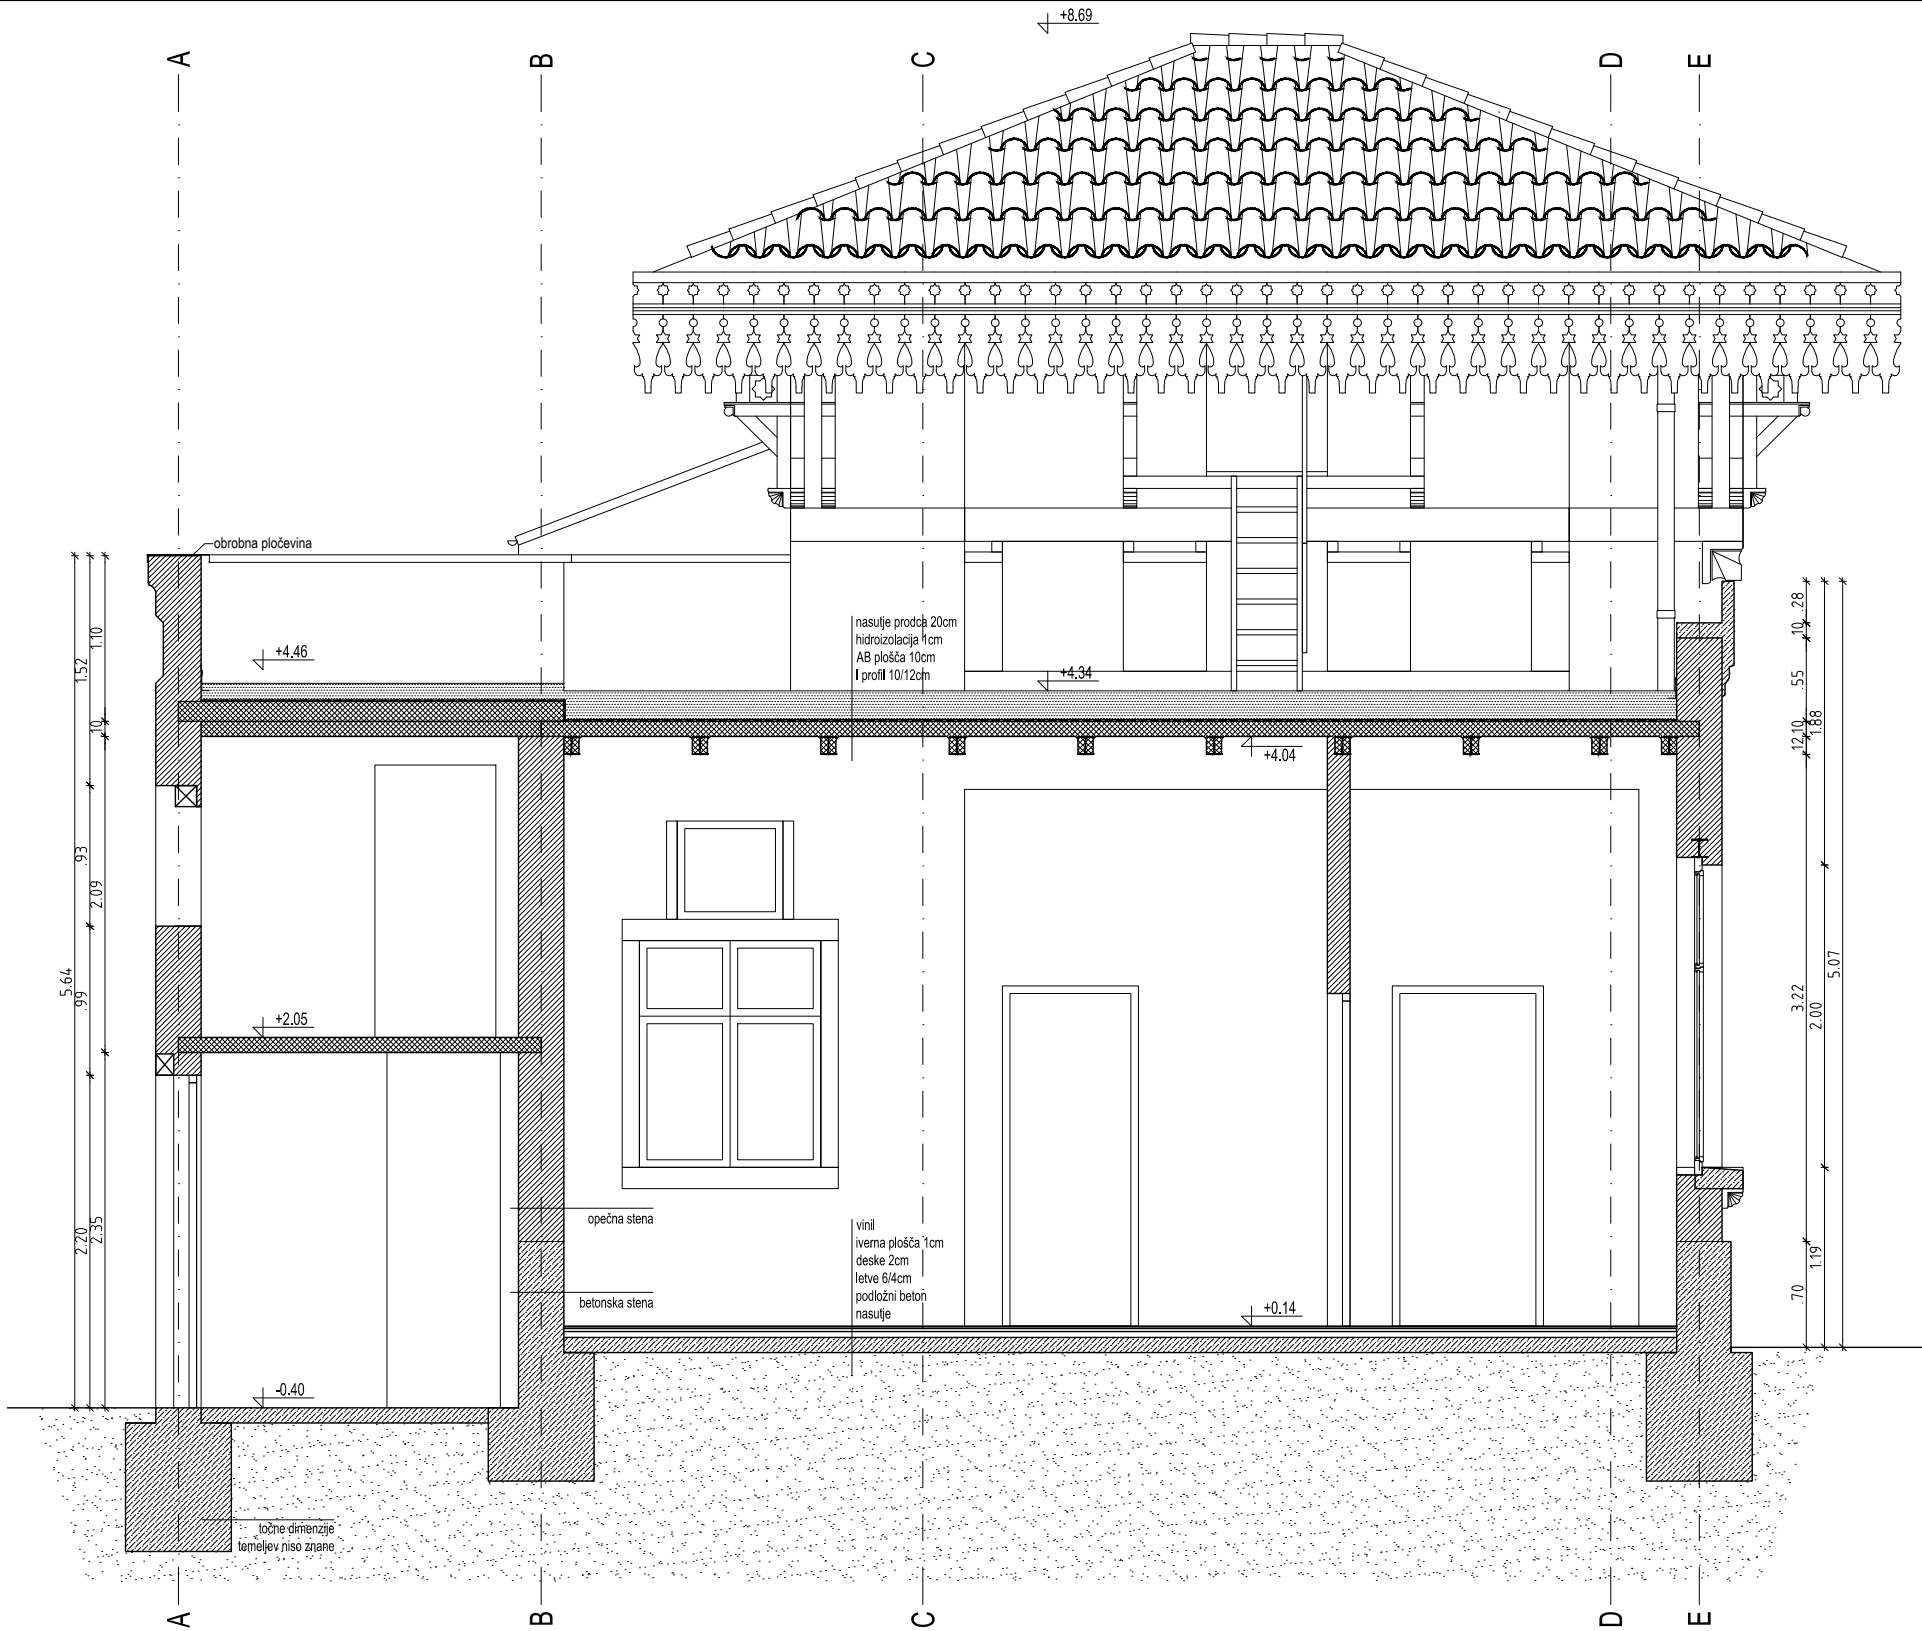 +8.69
A
B
C
D
E
obrobna pločevina
nasutje prodca 20cm
hidroizolacija 1cm
AB plošča 10cm
I profil 10/12cm
+4.46
+4.34
+4.04
1.10
1.52
10
.93
2.09
5.64
.99
2.20
2.35
.28
10
.55
1.88
10
12
5.07
3.22
2.00
1.19
.70
+2.05
opečna stena
betonska stena
vinil
iverna plošča 1cm
deske 2cm
letve 6/4cm
podložni beton
nasutje
+0.14
-0.40
točne dimenzije
temeljev niso znane
A
B
C
D
E